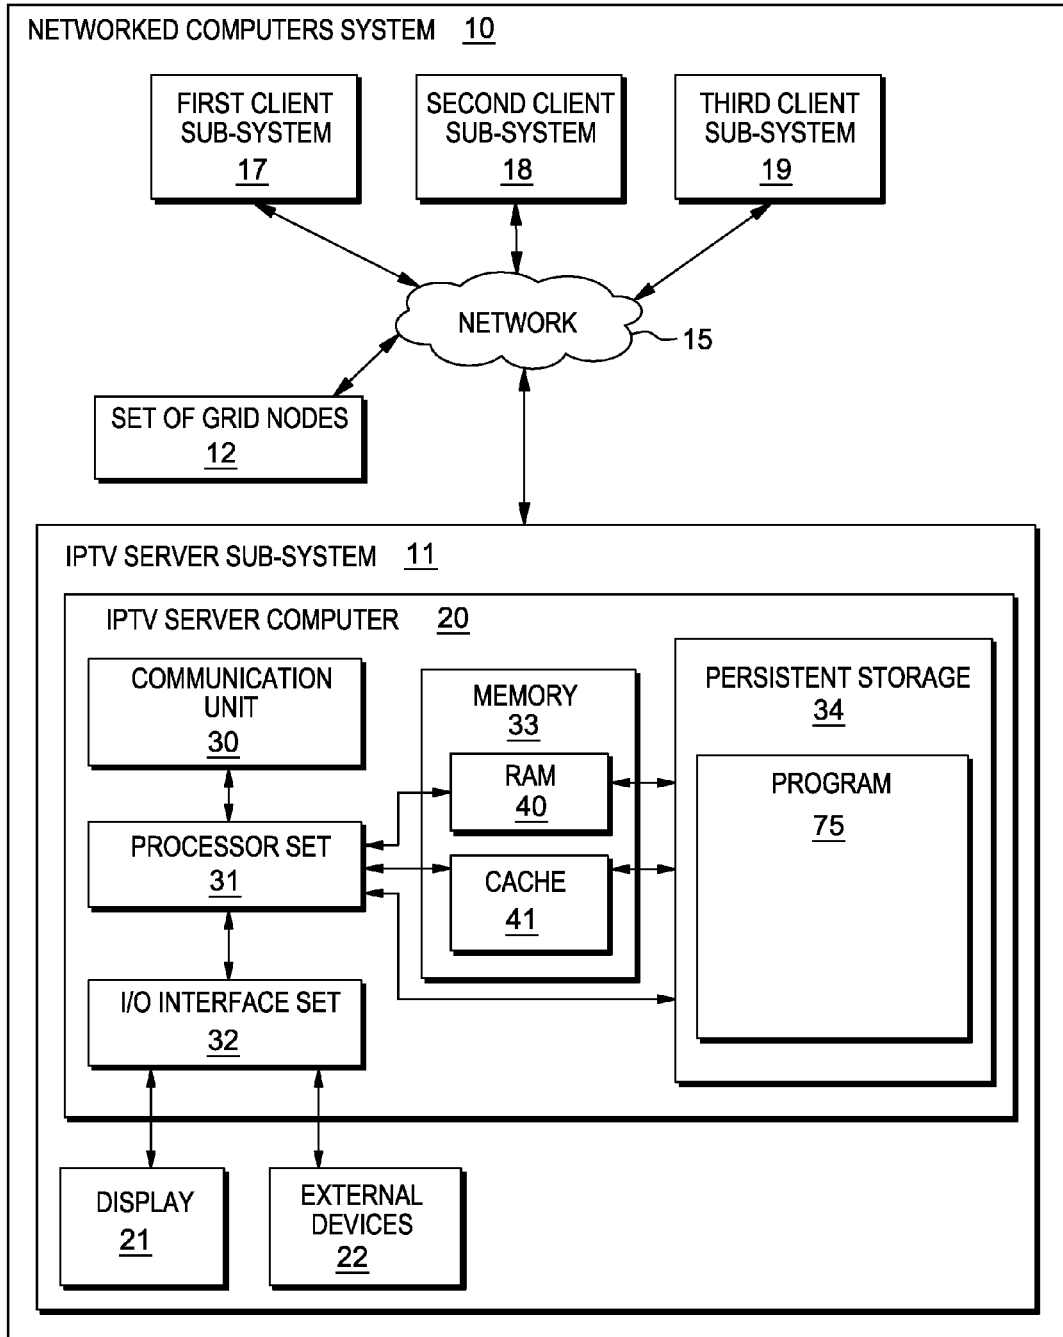 NETWORKED COMPUTERS SYSTEM 10
FIRST CLIENT
SUB-SYSTEM
17
SECOND CLIENT
SUB-SYSTEM
18
THIRD CLIENT
SUB-SYSTEM
19
NETWORK
15
SET OF GRID NODES
12
IPTV SERVER SUB-SYSTEM 11
IPTV SERVER COMPUTER 20
COMMUNICATION
UNIT
30
PROCESSOR SET
31
I/O INTERFACE SET
32
MEMORY
33
RAM
40
CACHE
41
PERSISTENT STORAGE
34
PROGRAM
75
DISPLAY
21
EXTERNAL
DEVICES
22